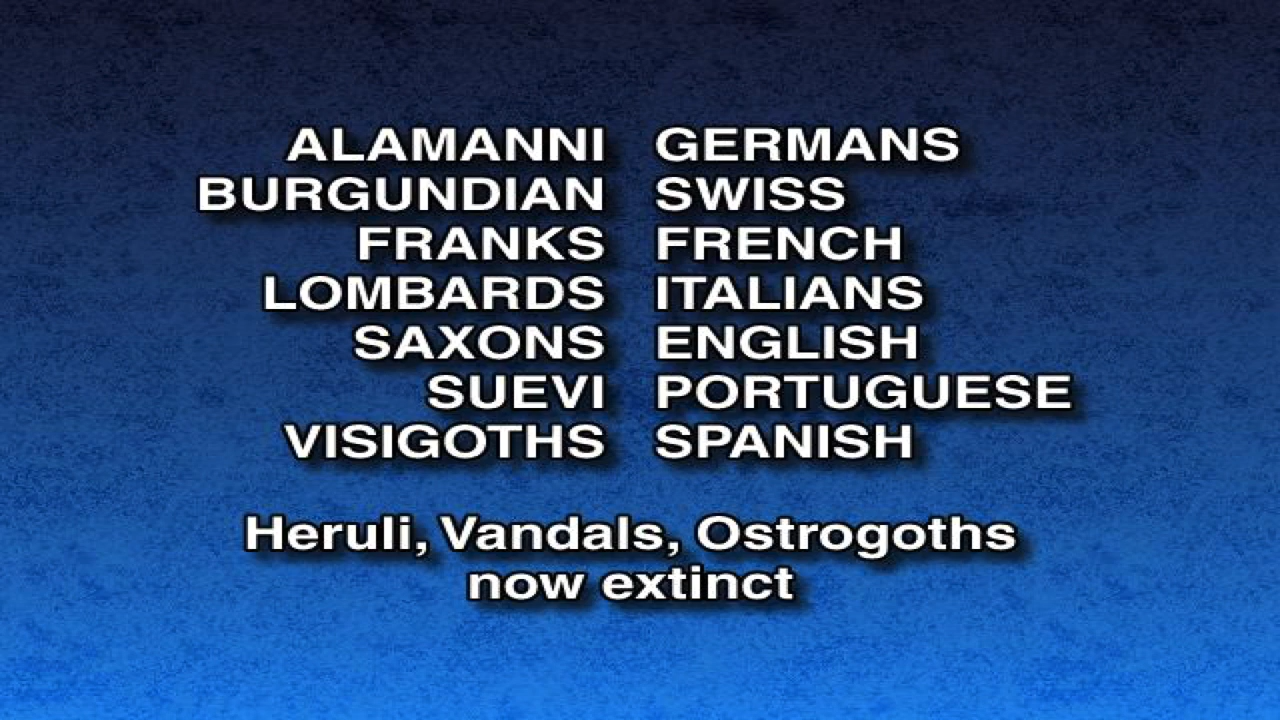 ALAMANNI GERMANS
BURGUNDIAN SWISS
FRANKS FRENCH
LOMBARDS ITALIANS
SAXONS ENGLISH
SUEVI PORTUGUESE
VISIGOTHS SPANISH
Heruli, Vandals, Ostrogoths
now extinct